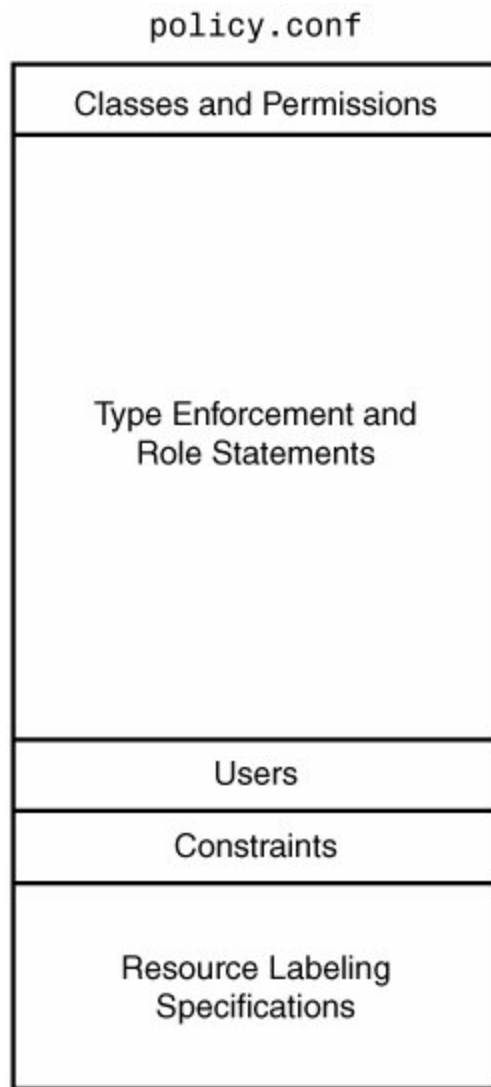 policy.conf
Classes and Permissions
Type Enforcement and
Role Statements
Users
Constraints
Resource Labeling
Specifications